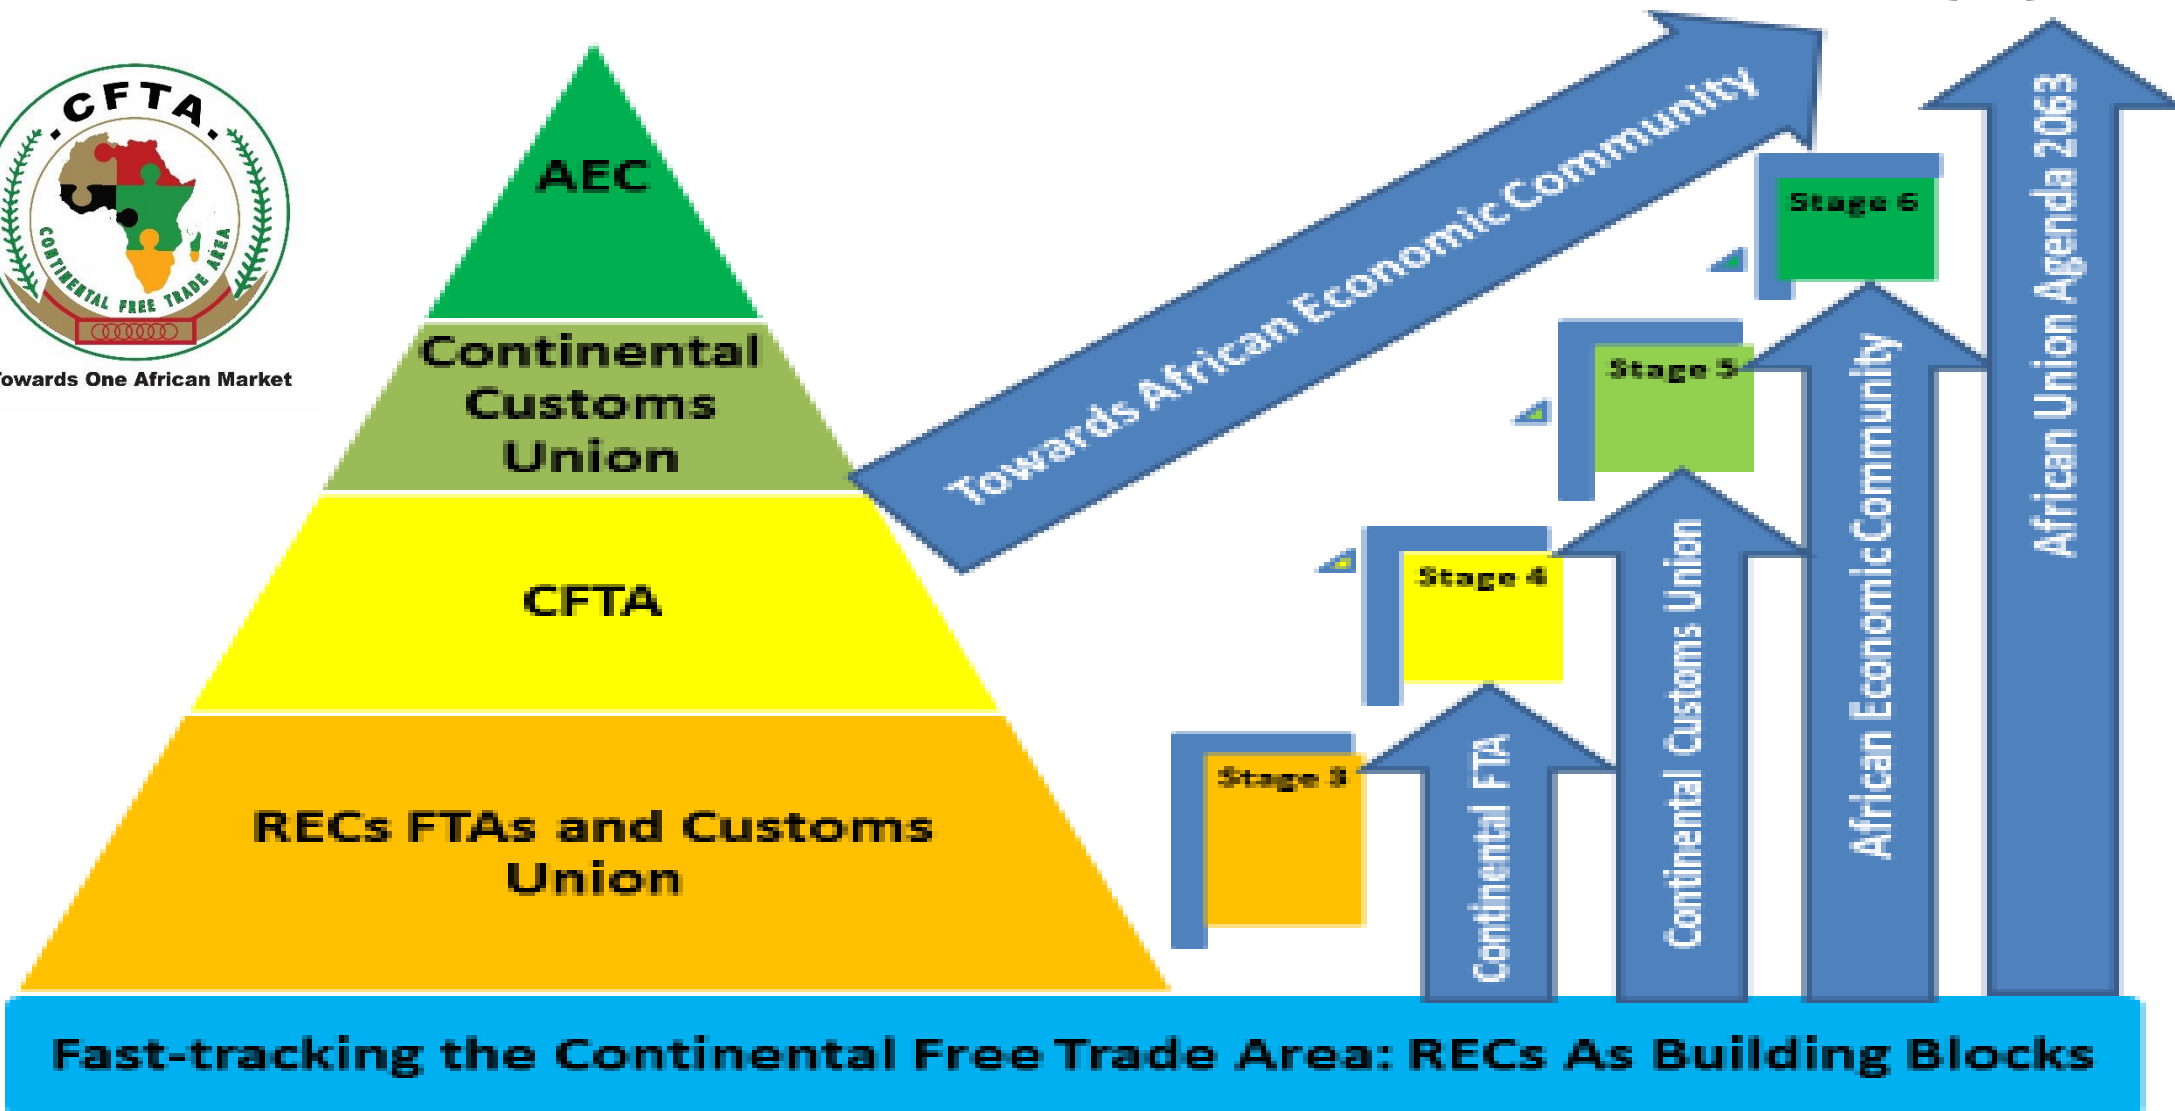 .CFTA.
CONTINENTAL FREE TRADE AREA
Towards One African Market
AEC
Continental
Customs
Union
CFTA
RECs FTAs and Customs
Union
Towards African Economic Community
Stage 3
Stage 4
Stage 5
Stage 6
Continental FTA
Continental Customs Union
African Economic Community
African Union Agenda 2063
Fast-tracking the Continental Free Trade Area: RECs As Building Blocks